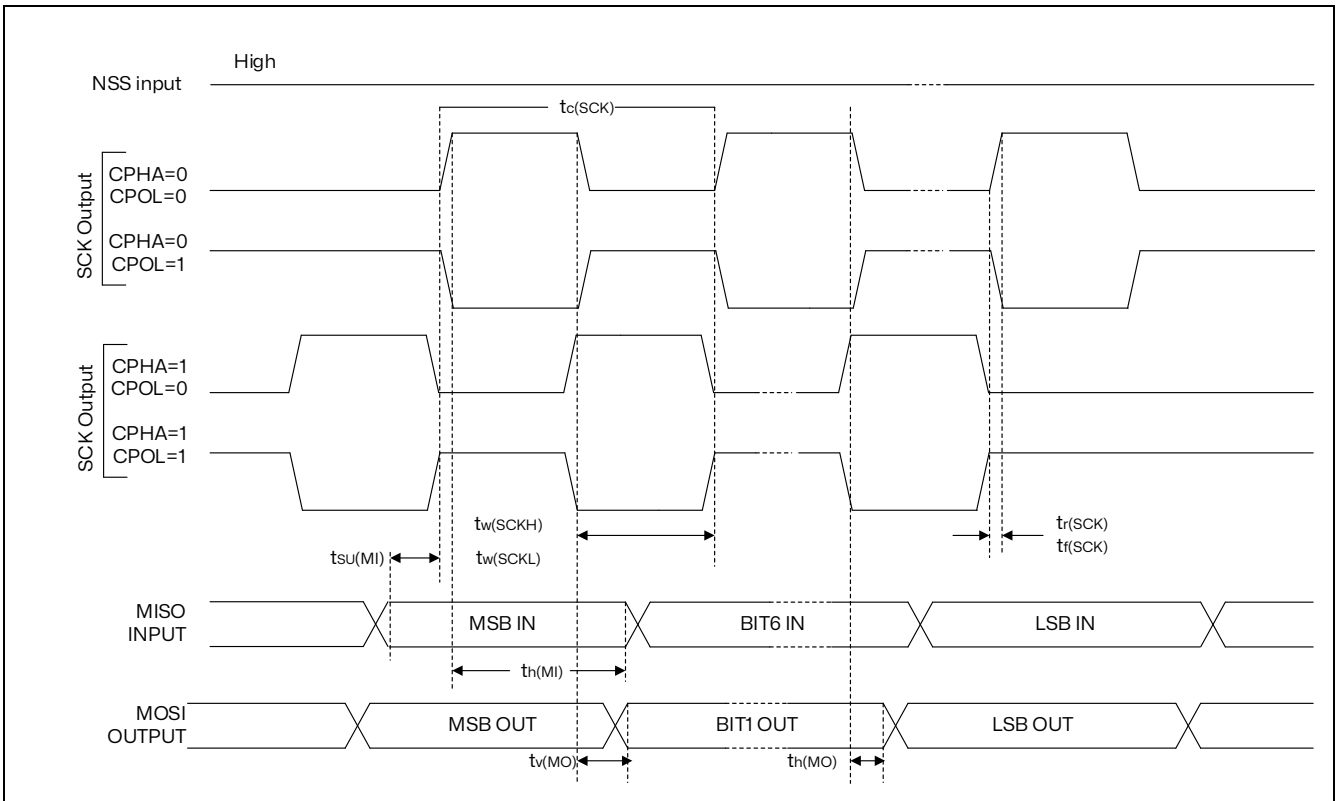 High
NSS input
tc(SCK)
SCK Output
CPHA=0
CPOL=0
CPHA=0
CPOL=1
SCK Output
CPHA=1
CPOL=0
CPHA=1
CPOL=1
tw(SCKH)
tw(SCKL)
tr(SCK)
tf(SCK)
tSU(MI)
MISO
INPUT
MSB IN
BIT6 IN
LSB IN
th(MI)
MOSI
OUTPUT
MSB OUT
BIT1 OUT
LSB OUT
tv(MO)
th(MO)